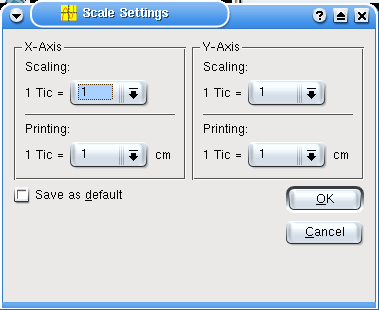 Scale Settings
X-Axis
Scaling:
1 Tic = 1
Printing:
1 Tic = 1 cm
Y-Axis
Scaling:
1 Tic = 1
Printing:
1 Tic = 1 cm
Save as default
OK
Cancel